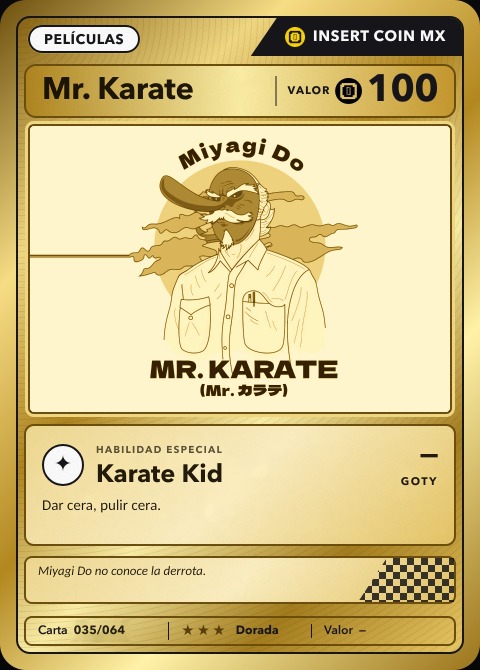 PELÍCULAS
INSERT COIN MX
Mr. Karate
VALOR 100
Miyagi Do
MR. KARATE
(Mr. カラテ)
HABILIDAD ESPECIAL
Karate Kid
–
GOTY
Dar cera, pulir cera.
Miyagi Do no conoce la derrota.
Carta 035/064
★★★ Dorada
Valor –